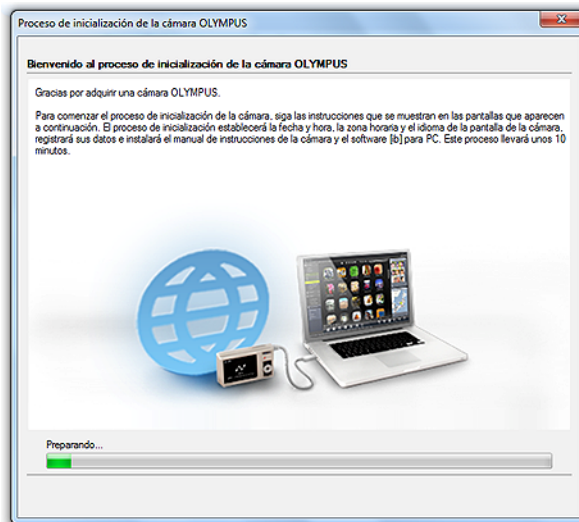 Proceso de inicialización de la cámara OLYMPUS
Bienvenido al proceso de inicialización de la cámara OLYMPUS
Gracias por adquirir una cámara OLYMPUS.
Para comenzar el proceso de inicialización de la cámara, siga las instrucciones que se muestran en las pantallas que aparecen
a continuación. El proceso de inicialización establecerá la fecha y hora, la zona horaria y el idioma de la pantalla de la cámara,
registrará sus datos e instalará el manual de instrucciones de la cámara y el software [ib] para PC. Este proceso llevará unos 10
minutos.
Preparando...